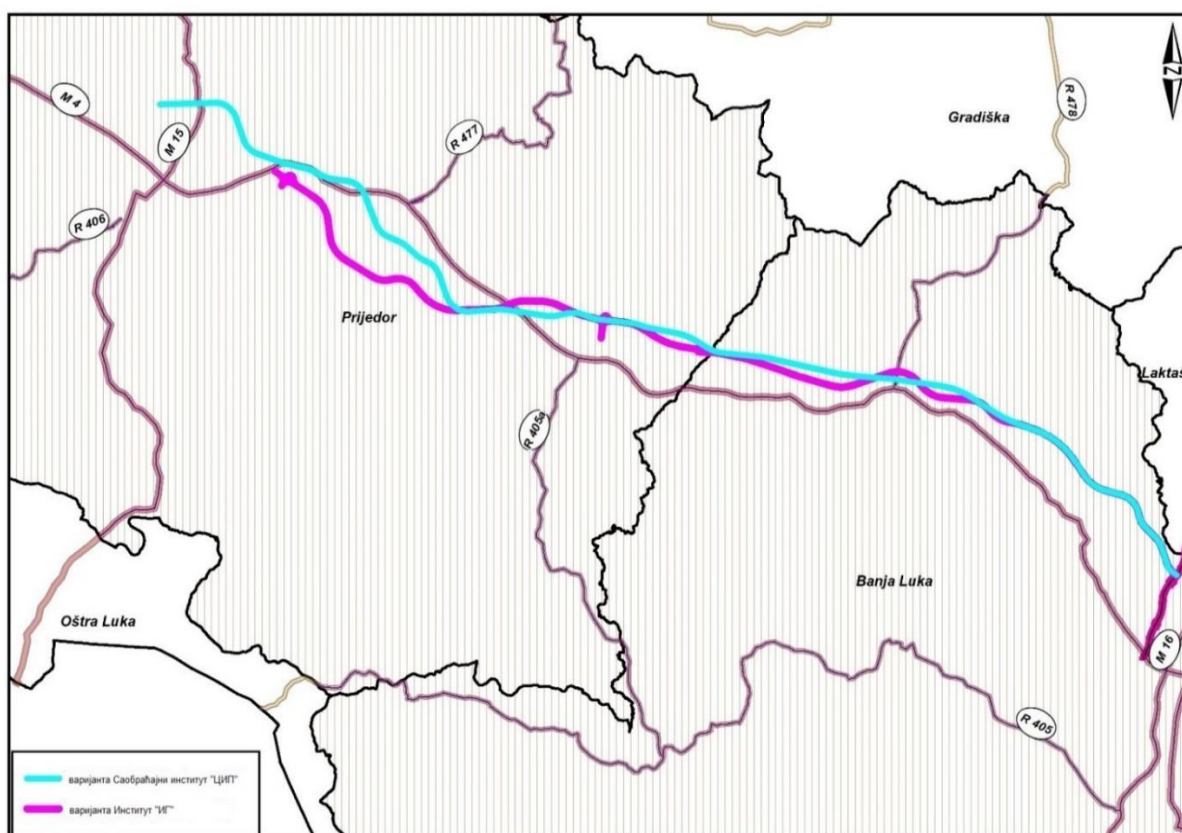 M 4
M 15
R 406
R 477
Gradiška
R 478
N
Prijedor
R 405a
Laktaš
Banja Luka
Oštra Luka
M 16
R 405
варијанта Саобраћајни институт "ЦИП"
варијанта Институт "ИГ"